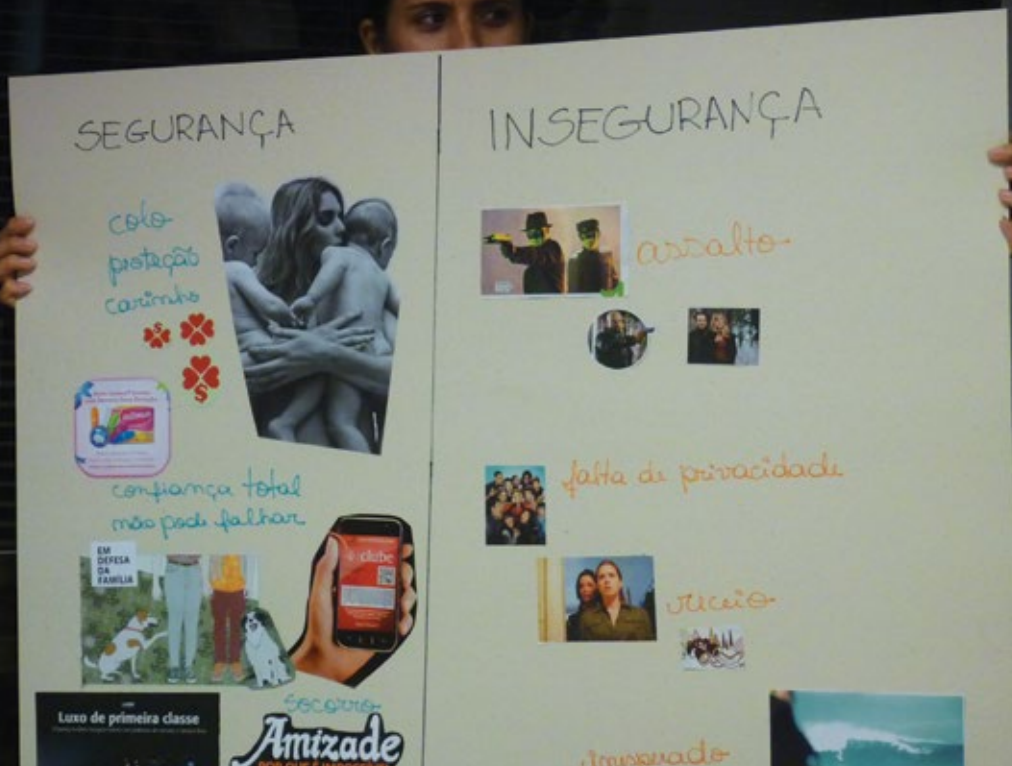 SEGURANÇA
colo
proteção
carinho
confiança total
não pode falhar
EM
DEFESA
DA
FAMÍLIA
clube
Luxo de primeira classe
Socorro
Amizade
INSEGURANÇA
assalto
falta de privacidade
receio